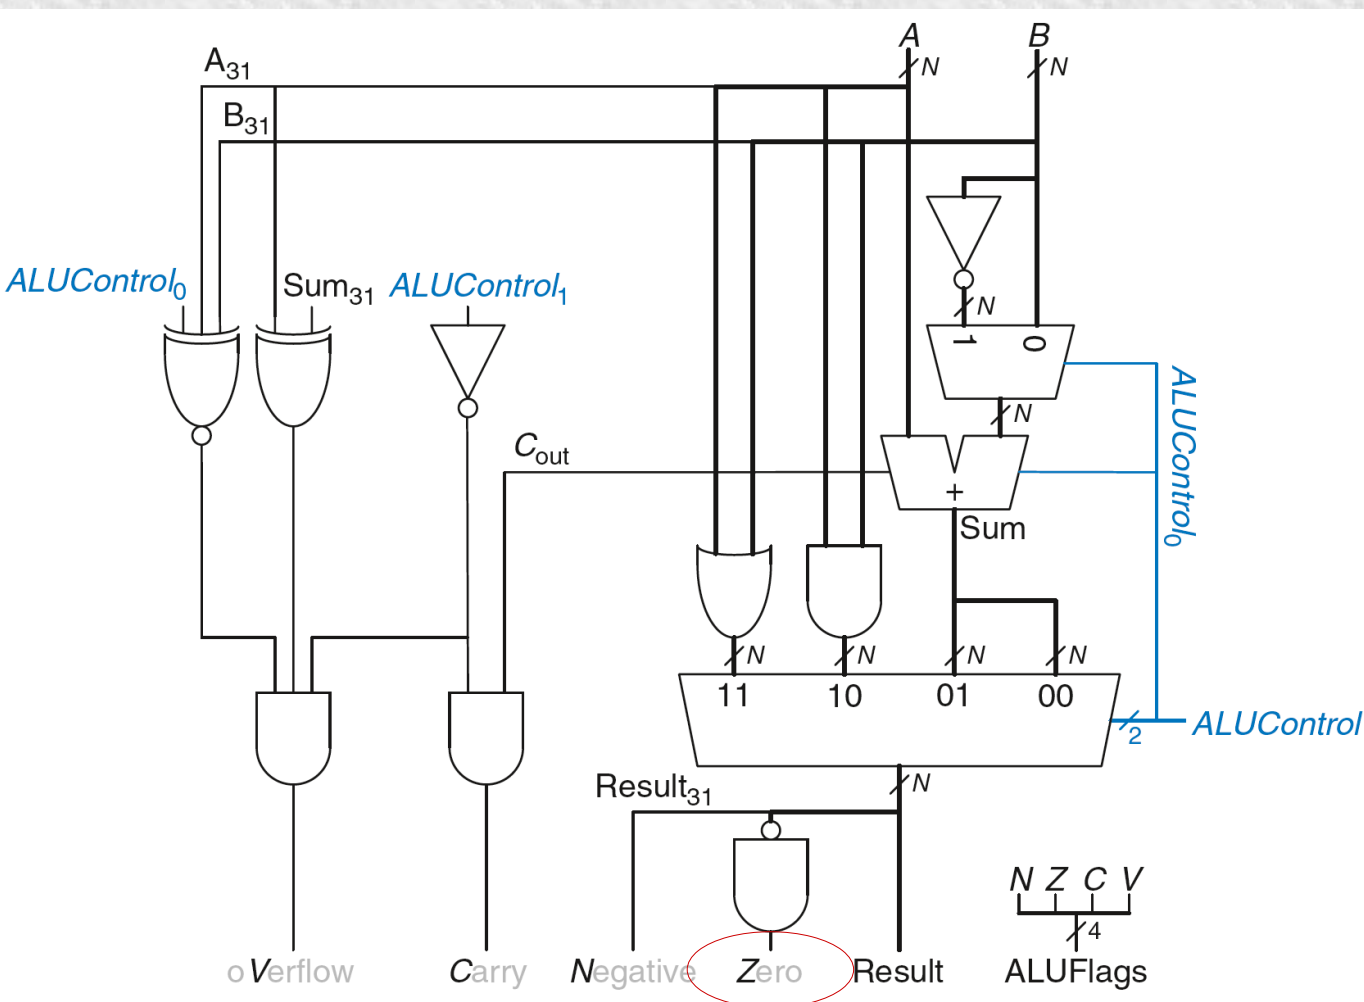 A B
A31 N N
B31
ALUControl0 Sum31 ALUControl1
N
1 0
N
ALUControl0
Cout
+
Sum
N N N N
11 10 01 00
ALUControl
2
Result31 N
N Z C V
4
oVerflow Carry Negative Zero Result ALUFlags